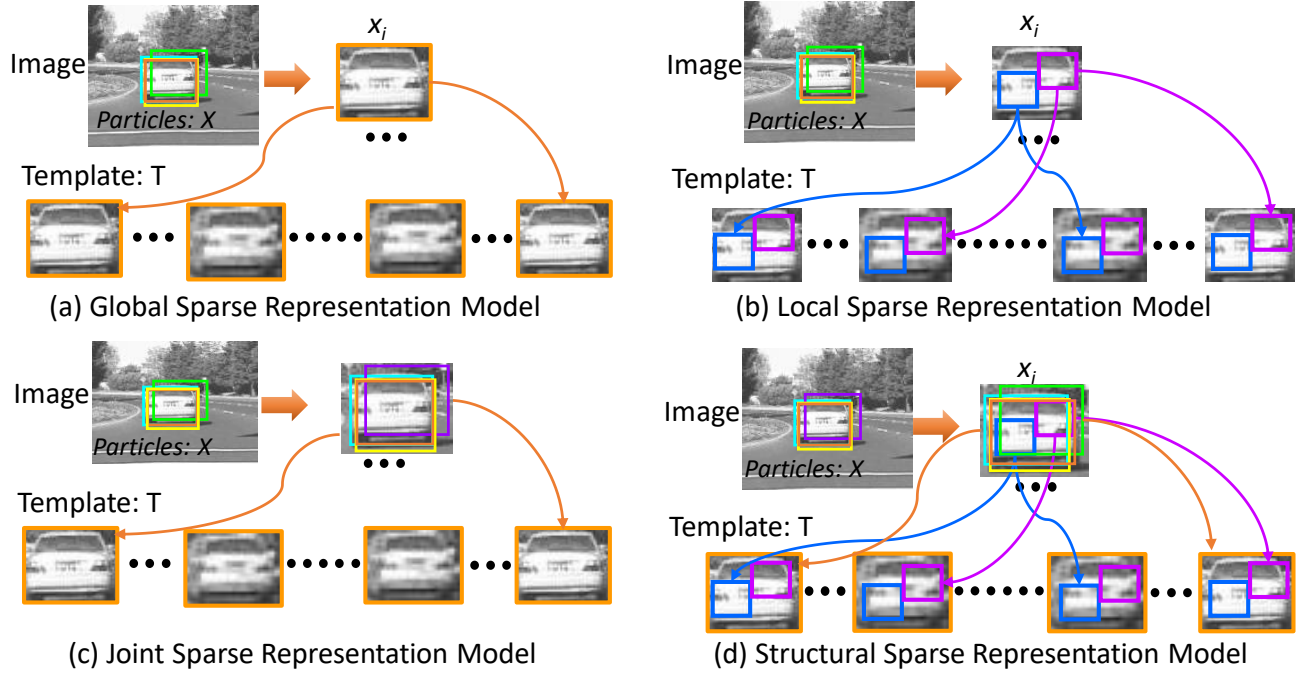 x_i
Image
Particles: X
Template: T
(a) Global Sparse Representation Model
x_i
Image
Particles: X
Template: T
(b) Local Sparse Representation Model
Image
Particles: X
Template: T
(c) Joint Sparse Representation Model
x_i
Image
Particles: X
Template: T
(d) Structural Sparse Representation Model